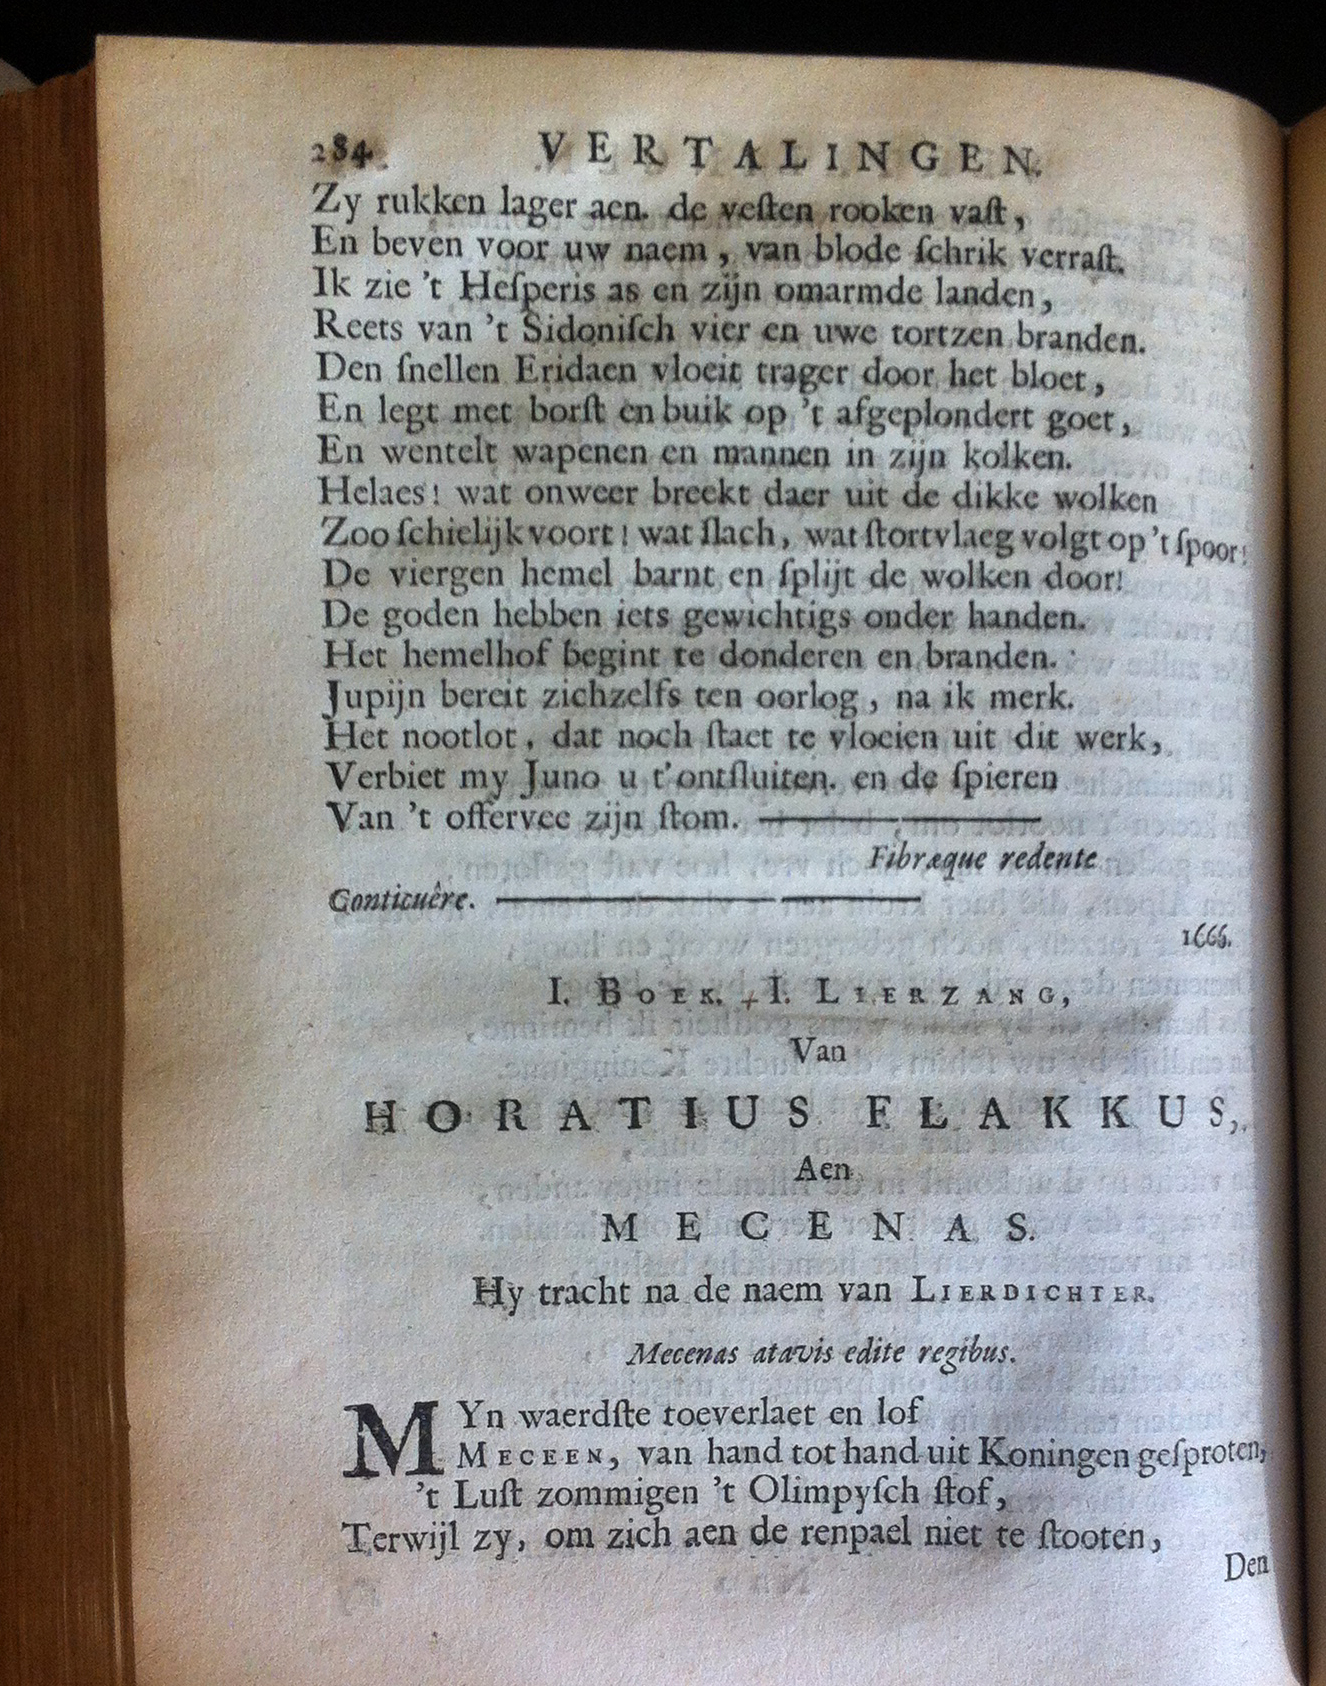 284 VERTALINGEN.
Zy rukken lager aen. de veſten rooken vaſt,
En beven voor uw naem, van blode ſchrik verraſt.
Ik zie 't Heſperis as en zijn omarmde landen,
Reets van 't Sidoniſch vier en uwe tortzen branden.
Den ſnellen Eridaen vloeit trager door het bloet,
En legt met borſt en buik op 't afgeplondert goet,
En wentelt wapenen en mannen in zijn kolken.
Helaes! wat onweer breekt daer uit de dikke wolken
Zoo ſchielijk voort! wat ſlach, wat ſtortvlaeg volgt op 't ſpoor!
De viergen hemel barnt en ſplijt de wolken door!
De goden hebben iets gewichtigs onder handen.
Het hemelhof begint te donderen en branden.
Jupijn bereit zichzelfs ten oorlog, na ik merk.
Het nootlot, dat noch ſtaet te vloeien uit dit werk,
Verbiet my Juno u t'ontſluiten. en de ſpieren
Van 't offervee zijn ſtom. ———
Fibræque redente
Conticuêre. ———
1666.
I. BOEK. I. LIERZANG,
Van
HORATIUS FLAKKUS,
Aen
MECENAS.
Hy tracht na de naem van LIERDICHTER.
Mecenas atavis edite regibus.
MYn waerdſte toeverlaet en lof
MECEEN, van hand tot hand uit Koningen geſproten,
't Luſt zommigen 't Olimpyſch ſtof,
Terwijl zy, om zich aen de renpael niet te ſtooten,
Den